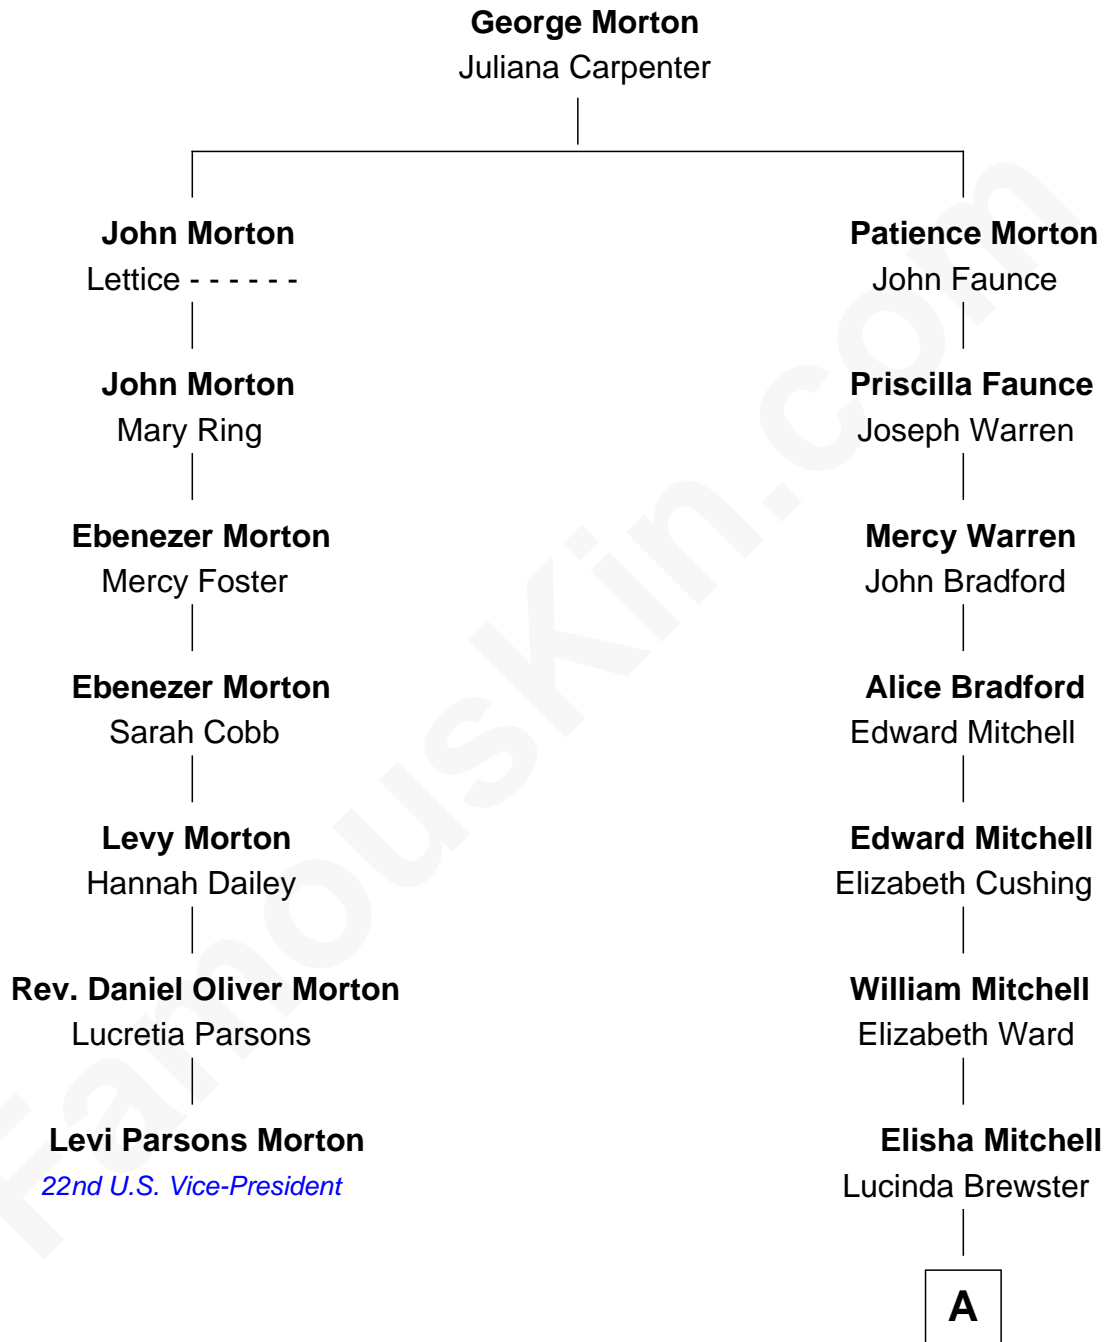 George Morton
Juliana Carpenter
John Morton
Lettice - - - - - -
Patience Morton
John Faunce
John Morton
Mary Ring
Priscilla Faunce
Joseph Warren
Ebenezer Morton
Mercy Foster
Mercy Warren
John Bradford
Ebenezer Morton
Sarah Cobb
Alice Bradford
Edward Mitchell
Levy Morton
Hannah Dailey
Edward Mitchell
Elizabeth Cushing
Rev. Daniel Oliver Morton
Lucretia Parsons
William Mitchell
Elizabeth Ward
Levi Parsons Morton
22nd U.S. Vice-President
Elisha Mitchell
Lucinda Brewster
A
FamousKin.com